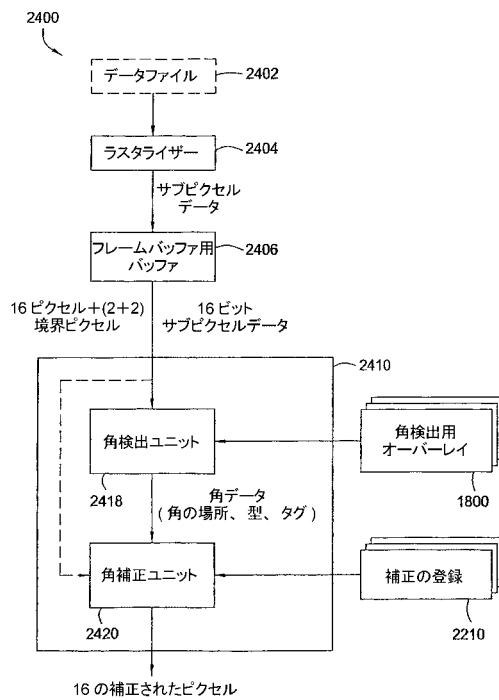 2400
データファイル
2402
ラスタライザー
2404
サブピクセル
データ
フレームバッファ用
バッファ
2406
16 ピクセル+(2+2)
境界ピクセル
16 ビット
サブピクセルデータ
2410
角検出ユニット
2418
角検出用
オーバーレイ
1800
角データ
(角の場所、型、タグ)
角補正ユニット
2420
補正の登録
2210
16 の補正されたピクセル